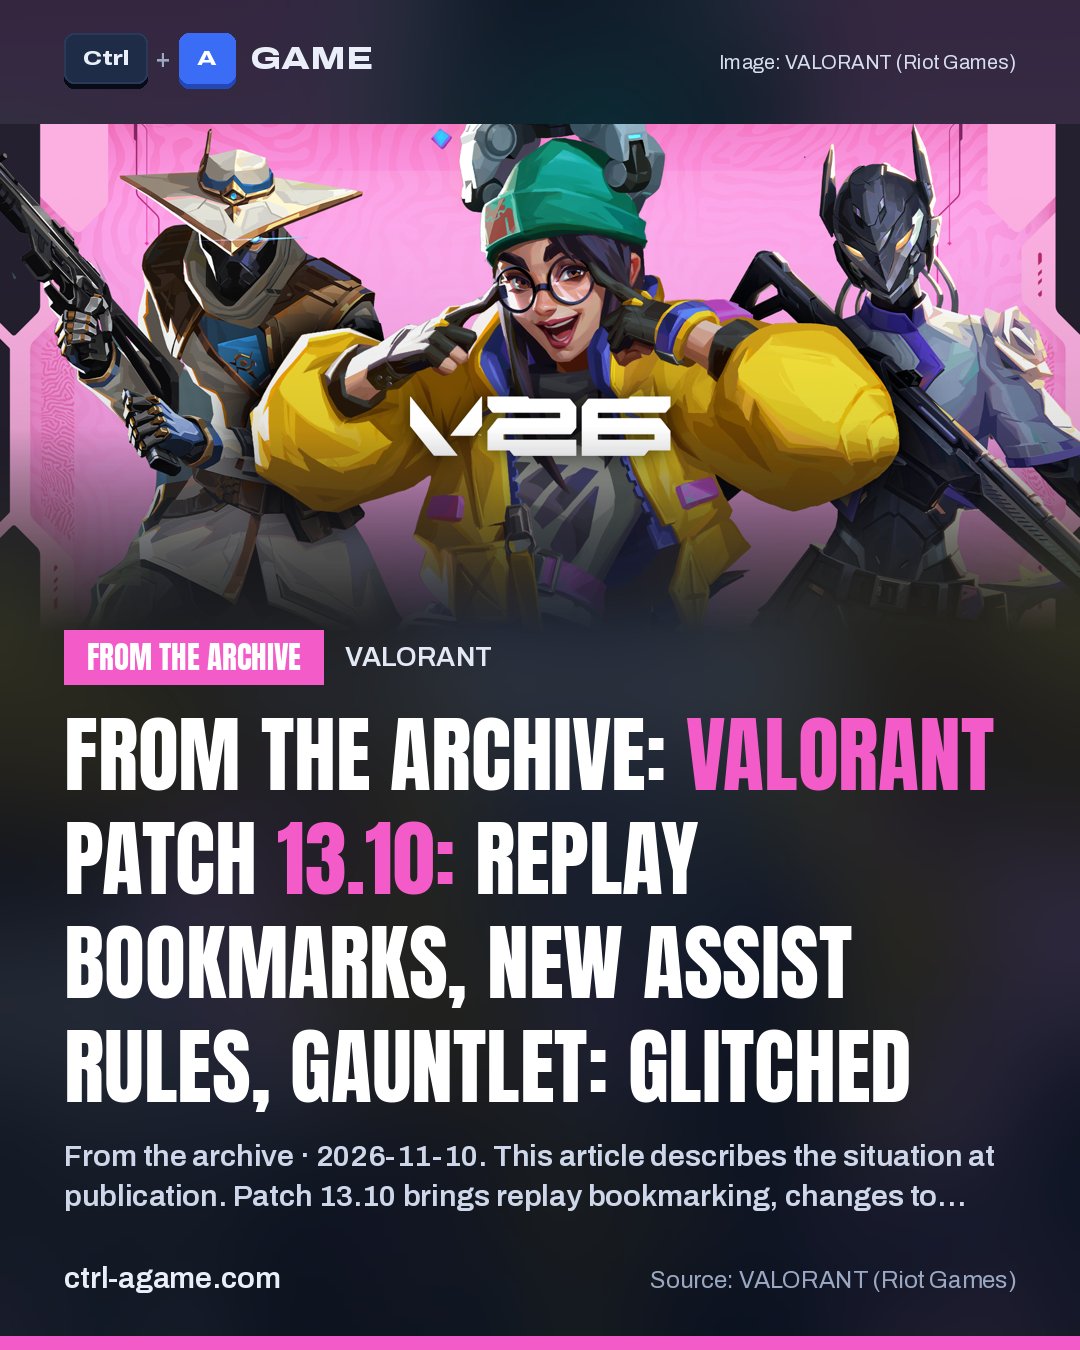 Ctrl + A GAME
Image: VALORANT (Riot Games)
V26
FROM THE ARCHIVE
VALORANT
FROM THE ARCHIVE: VALORANT
PATCH 13.10: REPLAY
BOOKMARKS, NEW ASSIST
RULES, GAUNTLET: GLITCHED
From the archive · 2026-11-10. This article describes the situation at
publication. Patch 13.10 brings replay bookmarking, changes to...
ctrl-agame.com
Source: VALORANT (Riot Games)